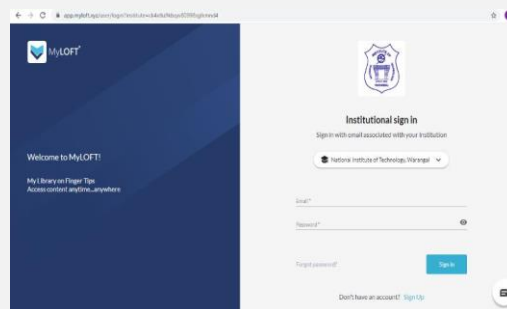 MyLOFT
Welcome to MyLOFT!
My Library on Finger Tips
Access content anytime...anywhere
Institutional sign in
Sign in with email associated with your institution
National Institute of Technology, Warangal
Email*
Password*
Forgot password?
Sign in
Don't have an account? Sign Up